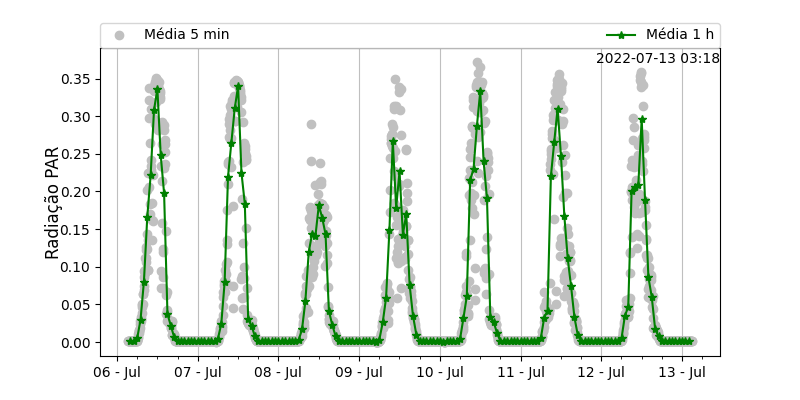 Média 5 min
Média 1 h
2022-07-13 03:18
Radiação PAR
0.35
0.30
0.25
0.20
0.15
0.10
0.05
0.00
06 - Jul
07 - Jul
08 - Jul
09 - Jul
10 - Jul
11 - Jul
12 - Jul
13 - Jul